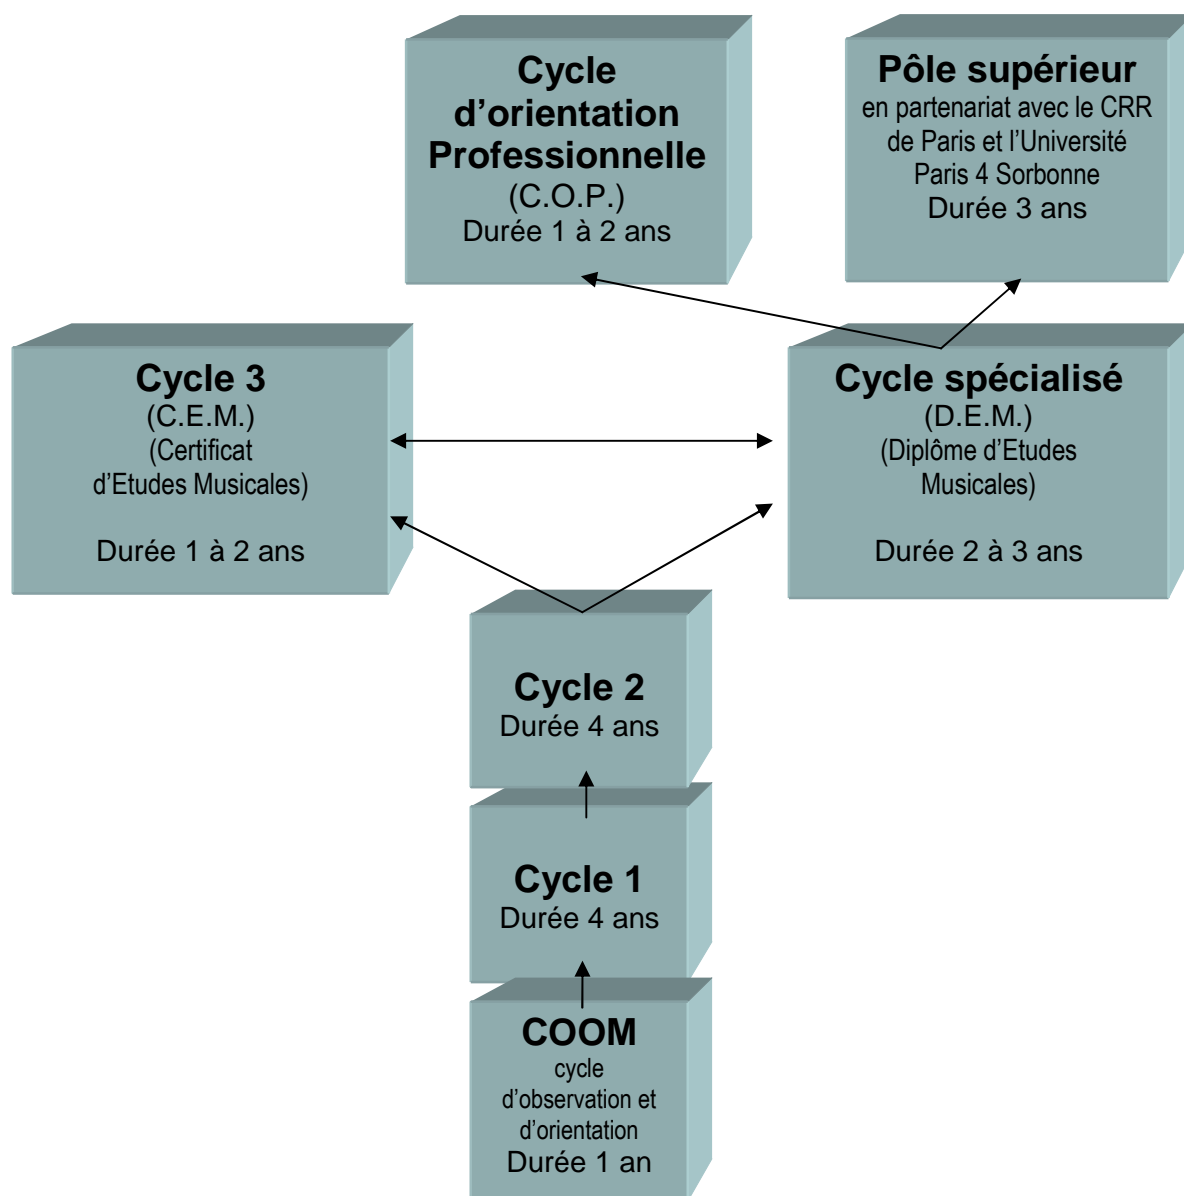 Cycle
d’orientation
Professionnelle
(C.O.P.)
Durée 1 à 2 ans
Pôle supérieur
en partenariat avec le CRR
de Paris et l’Université
Paris 4 Sorbonne
Durée 3 ans
Cycle 3
(C.E.M.)
(Certificat
d’Etudes Musicales)
Durée 1 à 2 ans
Cycle spécialisé
(D.E.M.)
(Diplôme d’Etudes
Musicales)
Durée 2 à 3 ans
Cycle 2
Durée 4 ans
Cycle 1
Durée 4 ans
COOM
cycle
d’observation et
d’orientation
Durée 1 an